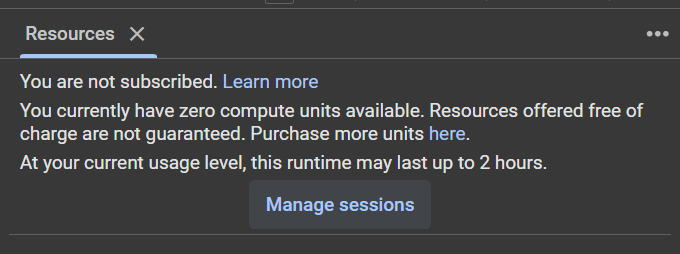 Resources
You are not subscribed. Learn more
You currently have zero compute units available. Resources offered free of
charge are not guaranteed. Purchase more units here.
At your current usage level, this runtime may last up to 2 hours.
Manage sessions